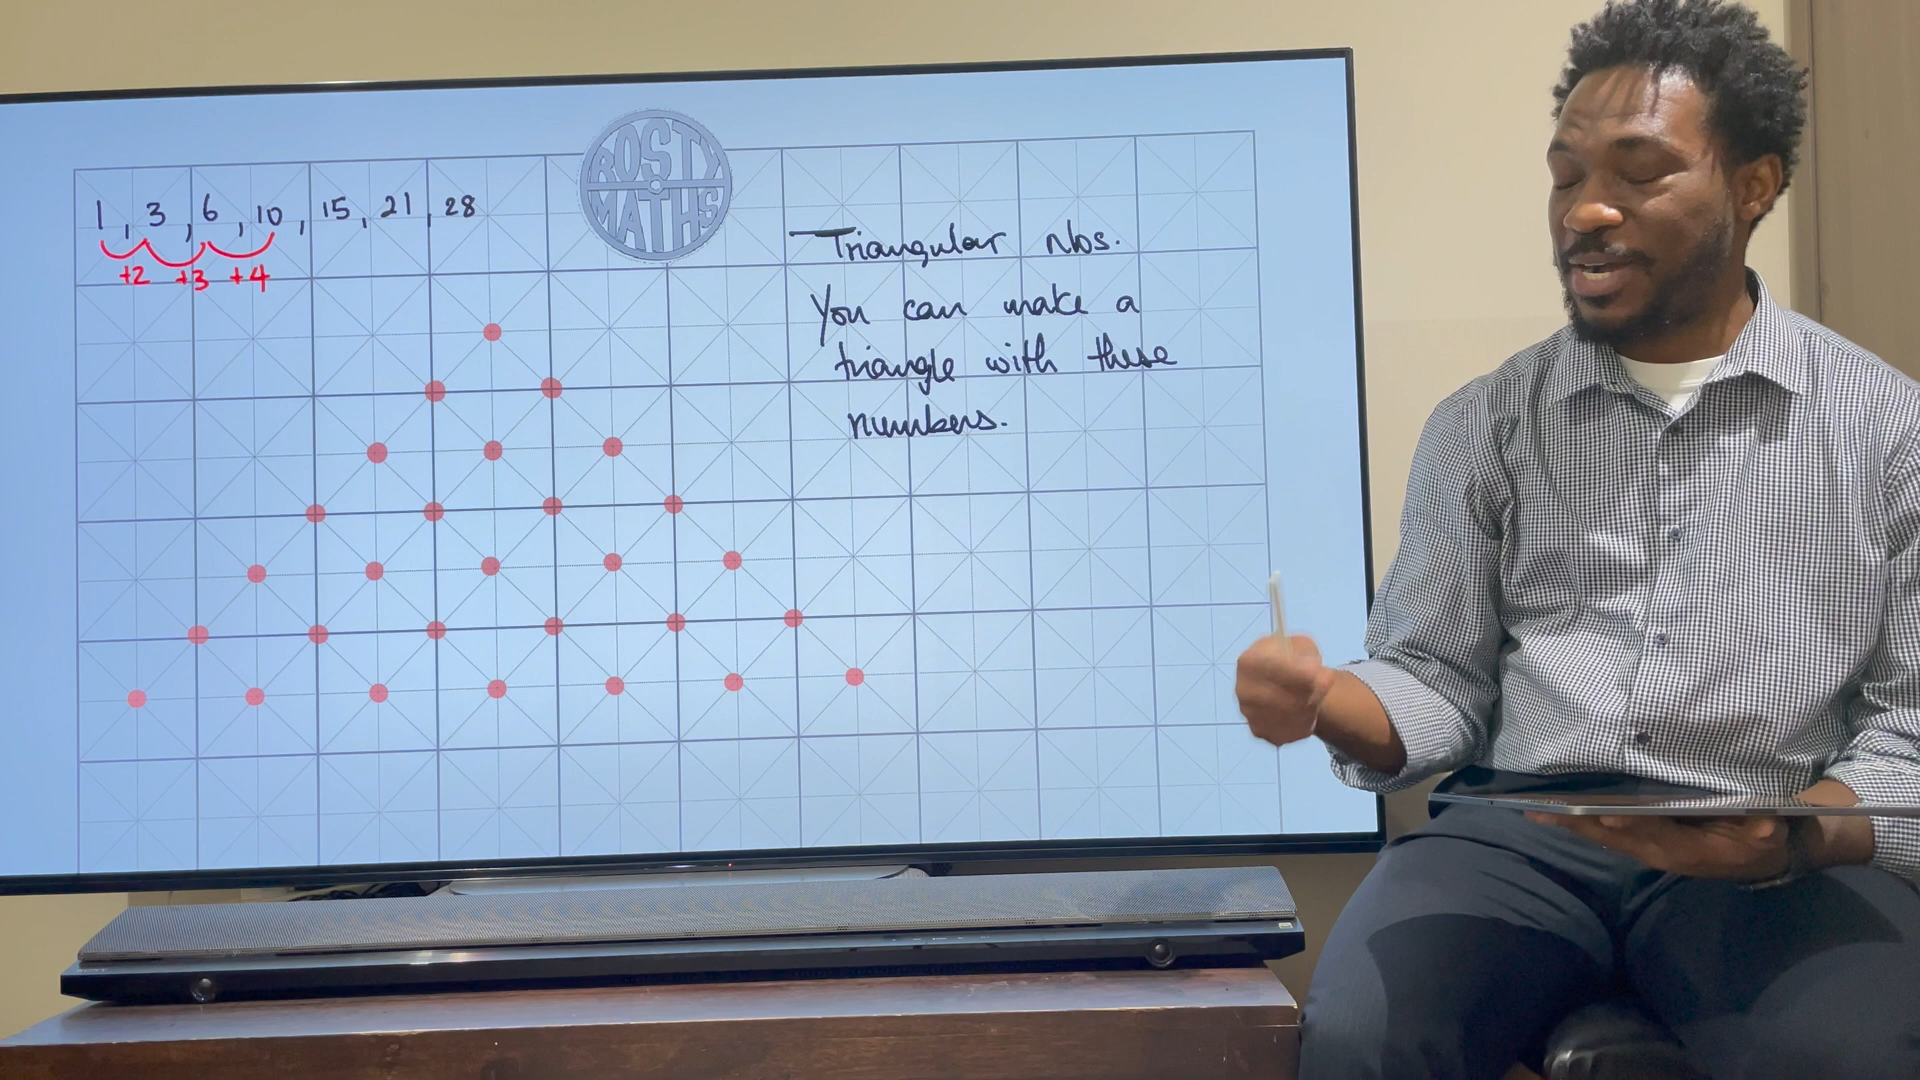 1, 3, 6, 10, 15, 21, 28
+2 +3 +4
ROSTY
MATHS
Triangular nbs.
You can make a
triangle with these
numbers.